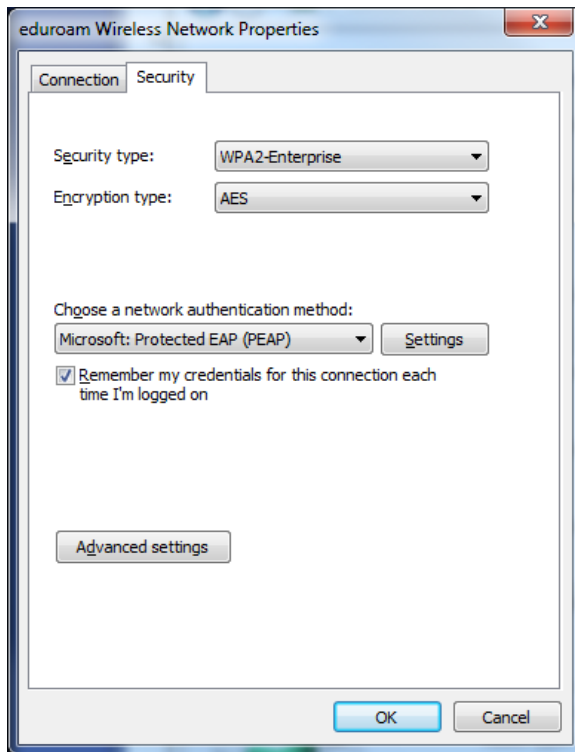 eduroam Wireless Network Properties
Connection
Security
Security type:
WPA2-Enterprise
Encryption type:
AES
Choose a network authentication method:
Microsoft: Protected EAP (PEAP)
Settings
Remember my credentials for this connection each
time I'm logged on
Advanced settings
OK
Cancel